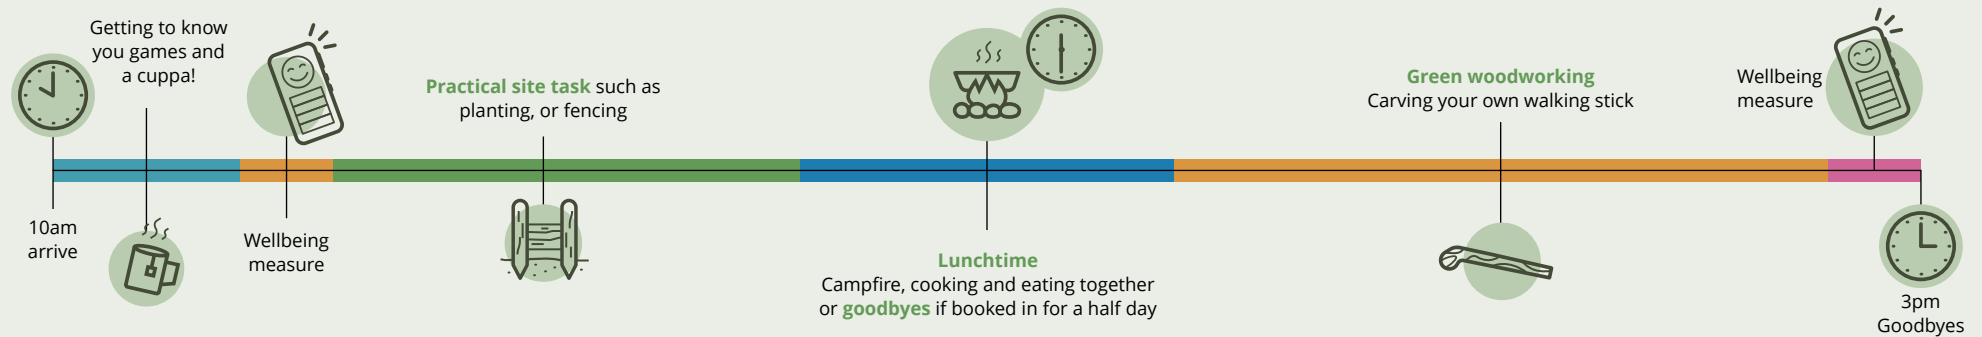 10am
arrive
Getting to know
you games and
a cuppa!
Wellbeing
measure
Practical site task such as
planting, or fencing
Lunchtime
Campfire, cooking and eating together
or goodbyes if booked in for a half day
Green woodworking
Carving your own walking stick
Wellbeing
measure
3pm
Goodbyes